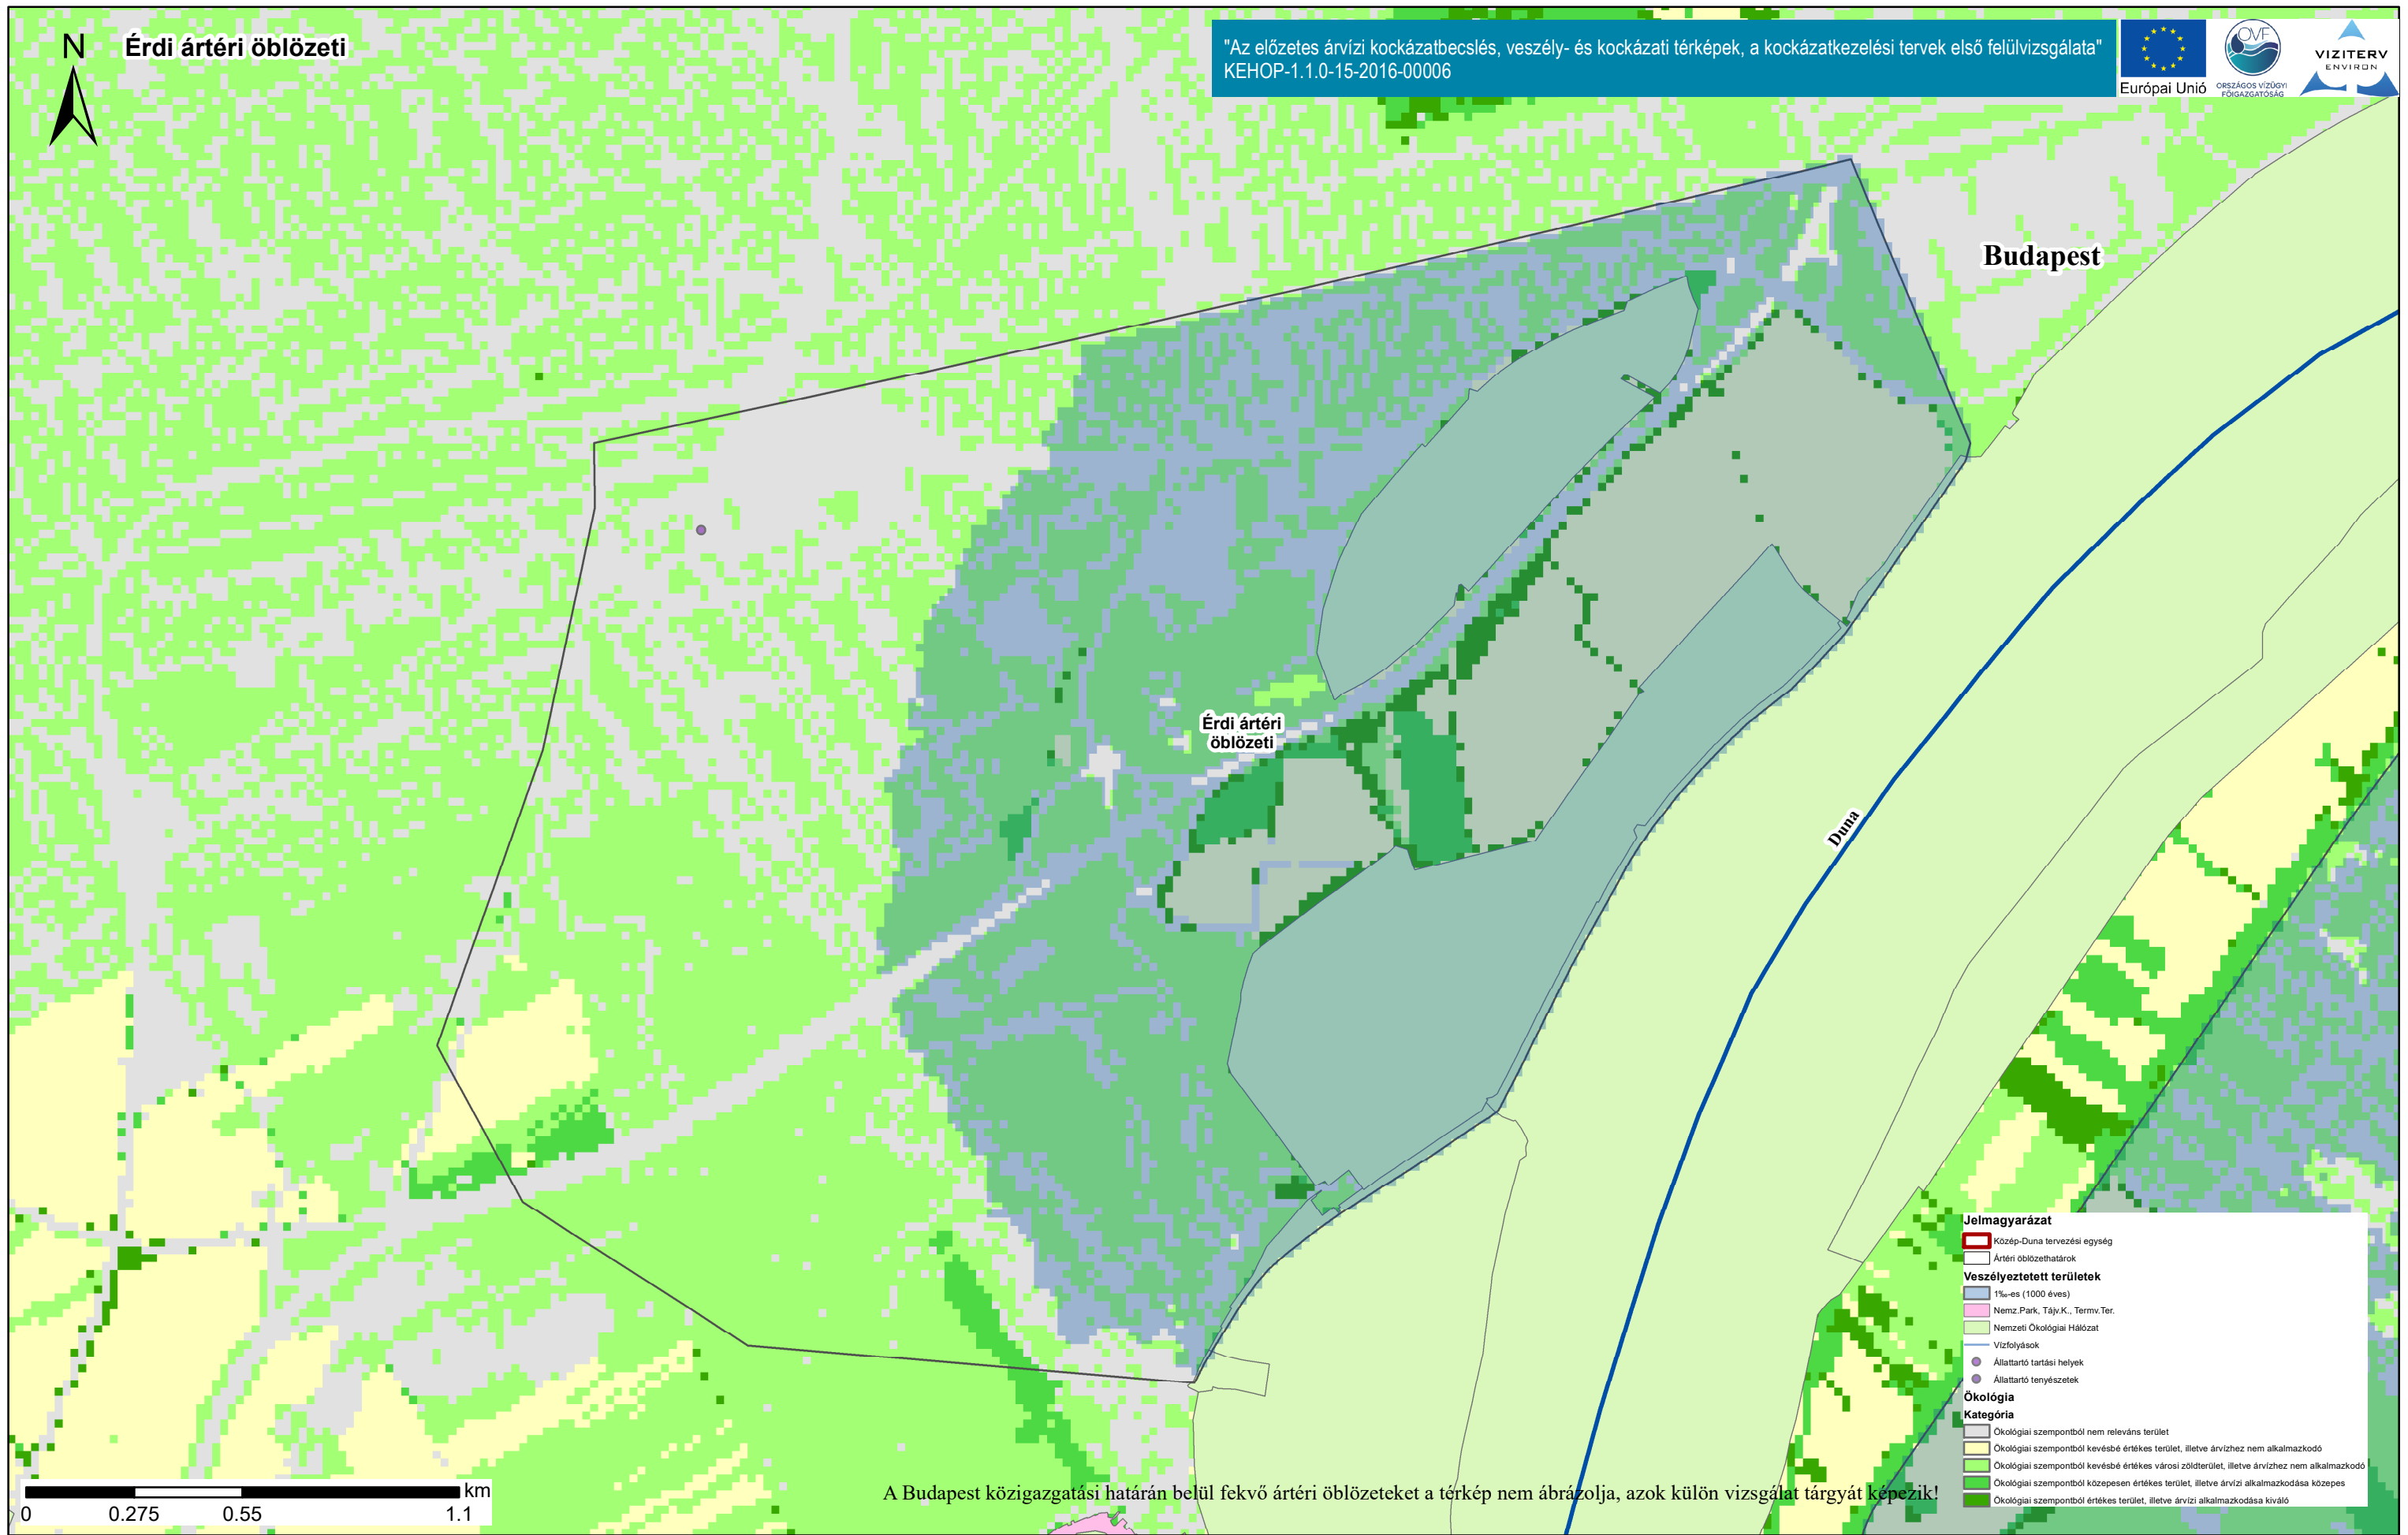 N
Érdi ártéri öblözeti
"Az előzetes árvízi kockázatbecslés, veszély- és kockázati térképek, a kockázatkezelési tervek első felülvizsgálata"
KEHOP-1.1.0-15-2016-00006
Európai Unió
OVF
ORSZÁGOS VÍZÜGYI
FŐIGAZGATÓSÁG
VIZITERV
ENVIRON
Budapest
Érdi ártéri
öblözeti
Duna
Jelmagyarázat
Közép-Duna tervezési egység
Ártéri öblözethatárok
Veszélyeztetett területek
1‰-es (1000 éves)
Nemz.Park, Tájv.K., Termv.Ter.
Nemzeti Ökológiai Hálózat
Vízfolyások
Állattartó tartási helyek
Állattartó tenyészetek
Ökológia
Kategória
Ökológiai szempontból nem releváns terület
Ökológiai szempontból kevésbé értékes terület, illetve árvízhez nem alkalmazkodó
Ökológiai szempontból kevésbé értékes városi zöldterület, illetve árvízhez nem alkalmazkodó
Ökológiai szempontból közepesen értékes terület, illetve árvízi alkalmazkodása közepes
Ökológiai szempontból értékes terület, illetve árvízi alkalmazkodása kiváló
km
0 0.275 0.55 1.1
A Budapest közigazgatási határán belül fekvő ártéri öblözeteket a térkép nem ábrázolja, azok külön vizsgálat tárgyát képezik!